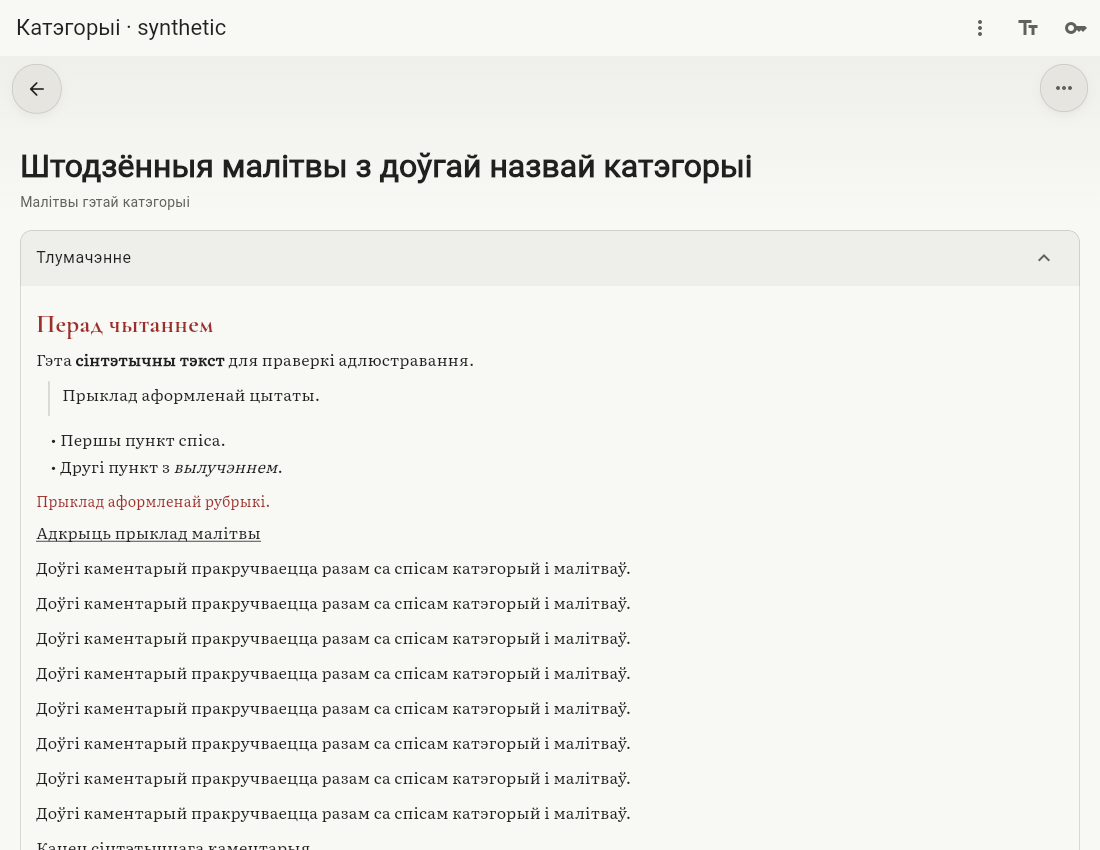 Катэгорыі · synthetic
Штодзённыя малітвы з доўгай назвай катэгорыі
Малітвы гэтай катэгорыі
Тлумачэнне
Перад чытаннем
Гэта сінтэтычны тэкст для праверкі адлюстравання.
Прыклад аформленай цытаты.
• Першы пункт спіса.
• Другі пункт з вылучэннем.
Прыклад аформленай рубрыкі.
Адкрыць прыклад малітвы
Доўгі каментарый пракручваецца разам са спісам катэгорый і малітваў.
Доўгі каментарый пракручваецца разам са спісам катэгорый і малітваў.
Доўгі каментарый пракручваецца разам са спісам катэгорый і малітваў.
Доўгі каментарый пракручваецца разам са спісам катэгорый і малітваў.
Доўгі каментарый пракручваецца разам са спісам катэгорый і малітваў.
Доўгі каментарый пракручваецца разам са спісам катэгорый і малітваў.
Доўгі каментарый пракручваецца разам са спісам катэгорый і малітваў.
Доўгі каментарый пракручваецца разам са спісам катэгорый і малітваў.
Канец сінтэтычнага каментарыя.